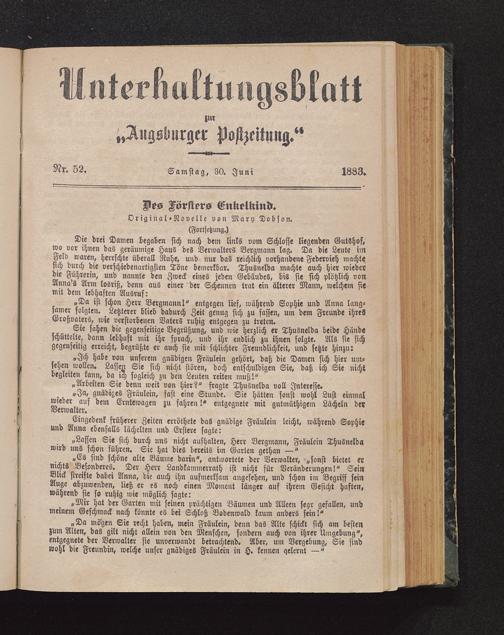 Unterhaltungsblatt
zur
„Augsburger Postzeitung.“
Nr. 52. Samstag, 30. Juni 1883.
Des Försters Enkelkind.
Original-Novelle von Mary Dobson.
(Fortsetzung.)
Die drei Damen begaben sich nach dem links vom Schlosse liegenden Gutshof,
wo vor ihnen das geräumige Haus des Verwalters Bergmann lag. Da die Leute im
Feld waren, herrschte überall Ruhe, und nur das reichlich vorhandene Federvieh machte
sich durch die verschiedenartigsten Töne bemerkbar. Thusnelda machte auch hier wieder
die Führerin, und nannte den Zweck eines jeden Gebäudes, bis sie sich plötzlich von
Anna's Arm losriß, denn aus einer der Scheunen trat ein älterer Mann, welchem sie
mit dem lebhaften Ausruf:
„Da ist schon Herr Bergmann!“ entgegen lief, während Sophie und Anna lang-
samer folgten. Letzterer blieb dadurch Zeit genug sich zu fassen, um dem Freunde ihres
Großvaters, wie verstorbenen Vaters ruhig entgegen zu treten.
Sie sahen die gegenseitige Begrüßung, und wie herzlich er Thusnelda beide Hände
schüttelte, dann lebhaft mit ihr sprach, und ihr endlich zu ihnen folgte. Als sie sich
gegenseitig erreicht, begrüßte er auch sie mit schlichter Freundlichkeit, und setzte hinzu:
„Ich habe von unserem gnädigen Fräulein gehört, daß die Damen sich hier um-
sehen wollen. Lassen Sie sich nicht stören, doch entschuldigen Sie, daß ich Sie nicht
begleiten kann, da ich sogleich zu den Leuten reiten muß!“
„Arbeiten Sie denn weit von hier?“ fragte Thusnelda voll Interesse.
„Ja, gnädiges Fräulein, fast eine Stunde. Sie hätten sonst wohl Lust einmal
wieder auf dem Erntewagen zu fahren!“ entgegnete mit gutmüthigem Lächeln der
Verwalter.
Eingedenk früherer Zeiten erröthete das gnädige Fräulein leicht, während Sophie
und Anna ebenfalls lächelten und Erstere sagte:
„Lassen Sie sich durch uns nicht aufhalten, Herr Bergmann, Fräulein Thusnelda
wird uns schon führen. Sie hat dies bereits im Garten gethan —“
„Es sind schöne alte Bäume darin“, antwortete der Verwalter, „sonst bietet er
nichts Besonderes. Der Herr Landkammerrath ist nicht für Veränderungen!“ Sein
Blick streifte dabei Anna, die auch ihn aufmerksam angesehen, und schon im Begriff sein
Auge abzuwenden, ließ er es noch einen Moment länger auf ihrem Gesicht haften,
während sie so ruhig wie möglich sagte:
„Mir hat der Garten mit seinen prächtigen Bäumen und Alleen sehr gefallen, und
meinem Geschmack nach könnte es bei Schloß Bodenwald kaum anders sein!“
„Da mögen Sie recht haben, mein Fräulein, denn das Alte schickt sich am besten
zum Alten, das gilt nicht allein von den Menschen, sondern auch von ihrer Umgebung“,
entgegnete der Verwalter sie unverwandt betrachtend. Aber, um Vergebung, Sie sind
wohl die Freundin, welche unser gnädiges Fräulein in H. kennen gelernt —“